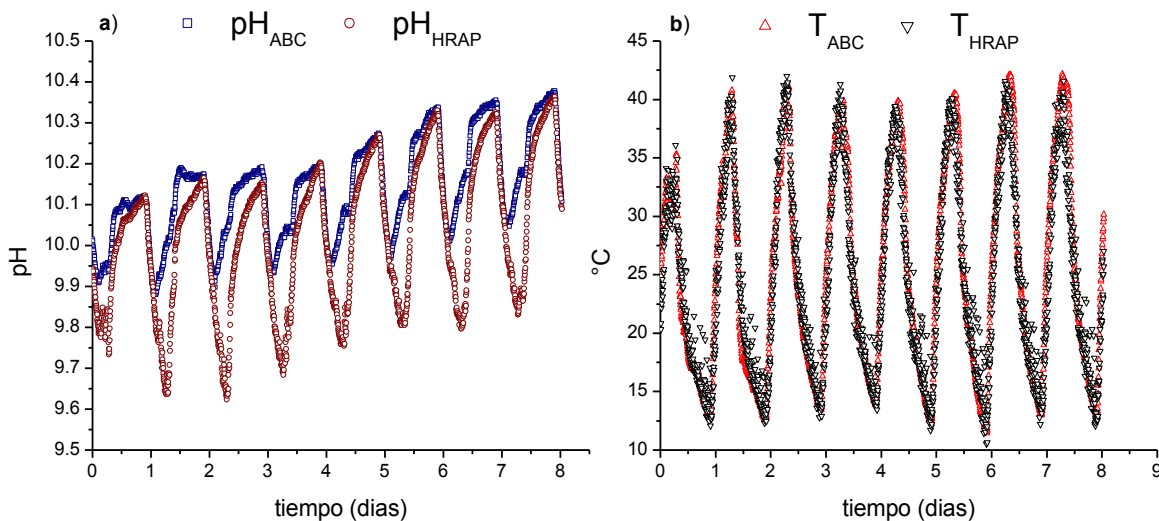 a) pH_ABC pH_HRAP
10.5
10.4
10.3
10.2
10.1
10.0
9.9
9.8
9.7
9.6
9.5
pH
0 1 2 3 4 5 6 7 8
tiempo (dias)
b) T_ABC T_HRAP
45
40
35
30
25
20
15
10
°C
0 1 2 3 4 5 6 7 8 9
tiempo (dias)